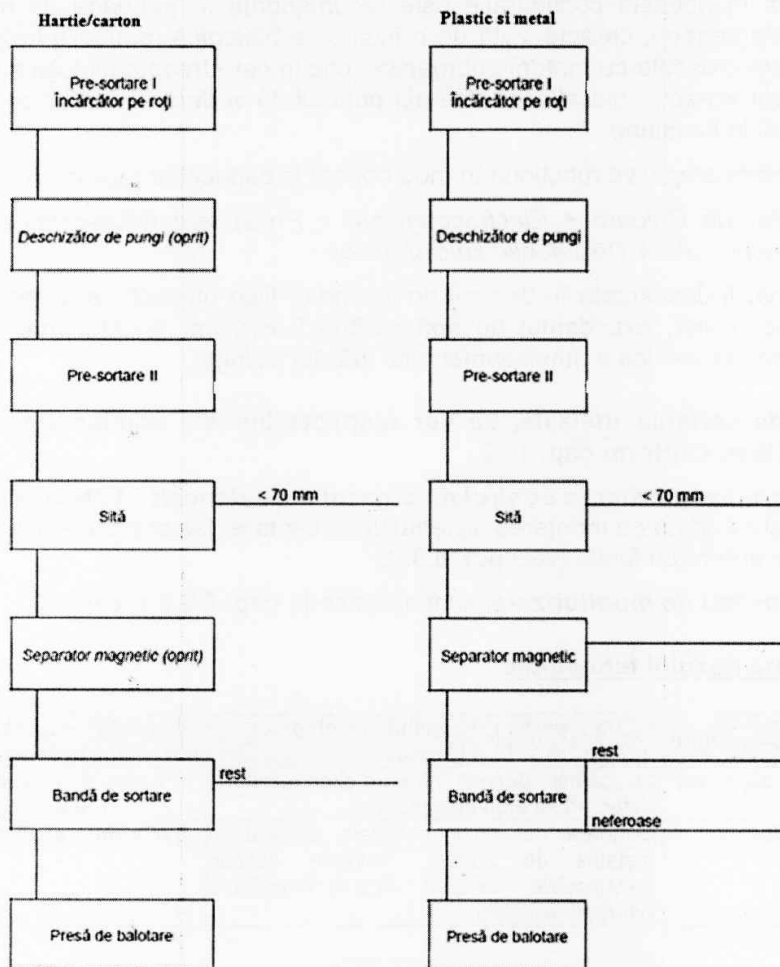 Hartie/carton
Pre-sortare I
încărcător pe roți
Deschizător de pungi (oprit)
Pre-sortare II
Sită
< 70 mm
Separator magnetic (oprit)
Bandă de sortare
rest
Presă de balotare
Plastic si metal
Pre-sortare I
încărcător pe roți
Deschizător de pungi
Pre-sortare II
Sită
< 70 mm
Separator magnetic
Bandă de sortare
rest
neferoase
Presă de balotare